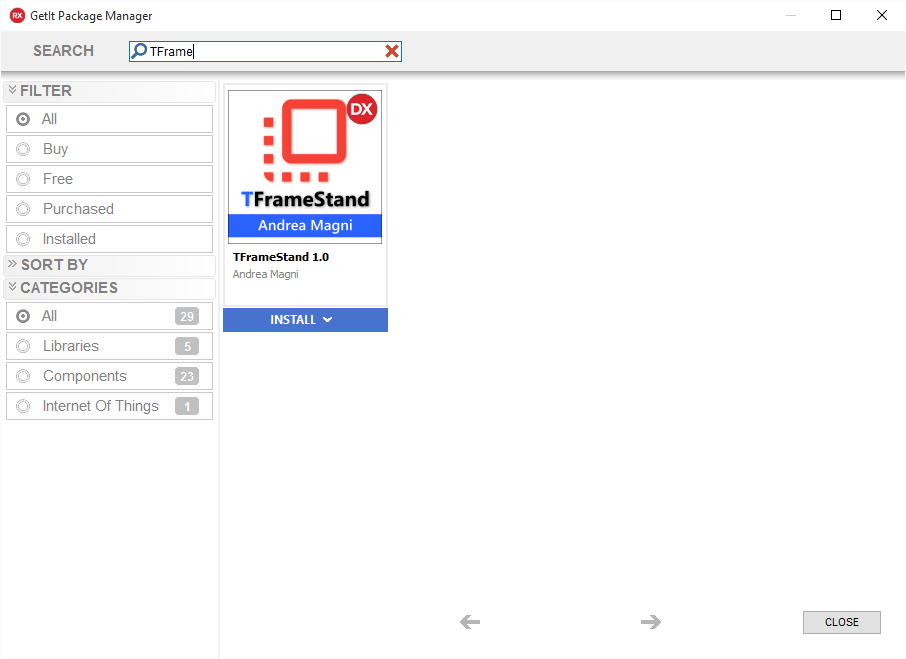 RX GetIt Package Manager
SEARCH
TFrame
FILTER
All
Buy
Free
Purchased
Installed
SORT BY
CATEGORIES
All 29
Libraries 5
Components 23
Internet Of Things 1
DX
TFrameStand
Andrea Magni
TFrameStand 1.0
Andrea Magni
INSTALL
CLOSE